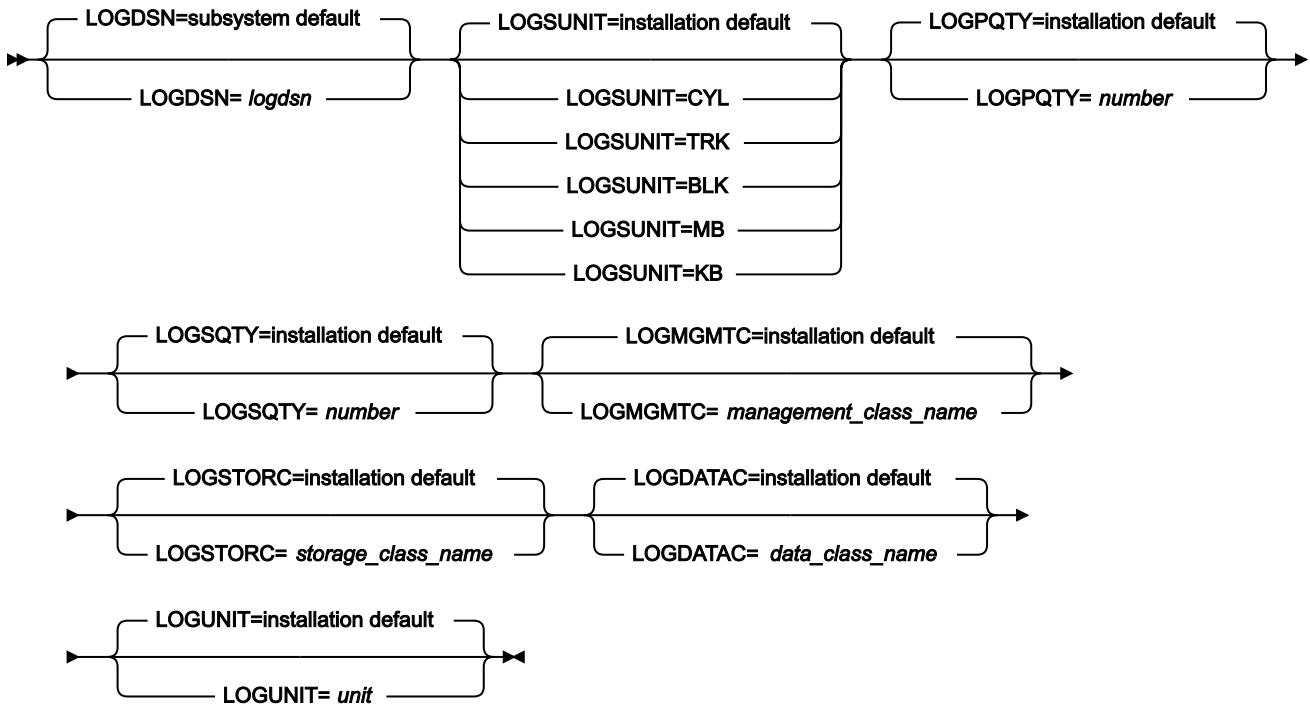 LOGDSN=subsystem default
LOGDSN= logdsn
LOGSUNIT=installation default
LOGSUNIT=CYL
LOGSUNIT=TRK
LOGSUNIT=BLK
LOGSUNIT=MB
LOGSUNIT=KB
LOGPQTY=installation default
LOGPQTY= number
LOGSQTY=installation default
LOGSQTY= number
LOGMGMTC=installation default
LOGMGMTC= management_class_name
LOGSTORC=installation default
LOGSTORC= storage_class_name
LOGDATAC=installation default
LOGDATAC= data_class_name
LOGUNIT=installation default
LOGUNIT= unit